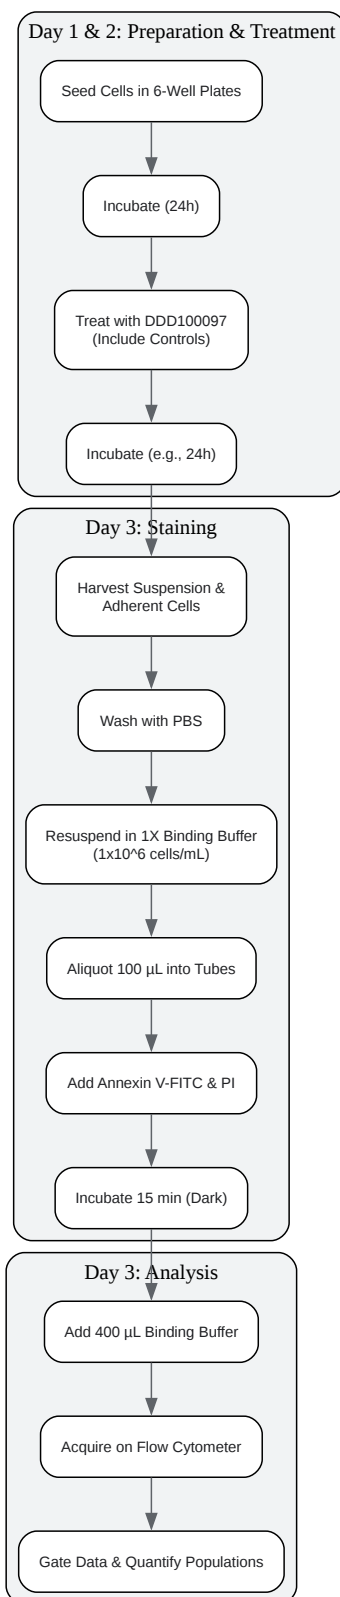 Day 1 & 2: Preparation & Treatment
Seed Cells in 6-Well Plates
Incubate (24h)
Treat with DDD100097
(Include Controls)
Incubate (e.g., 24h)
Day 3: Staining
Harvest Suspension &
Adherent Cells
Wash with PBS
Resuspend in 1X Binding Buffer
(1x10^6 cells/mL)
Aliquot 100 µL into Tubes
Add Annexin V-FITC & PI
Incubate 15 min (Dark)
Day 3: Analysis
Add 400 µL Binding Buffer
Acquire on Flow Cytometer
Gate Data & Quantify Populations